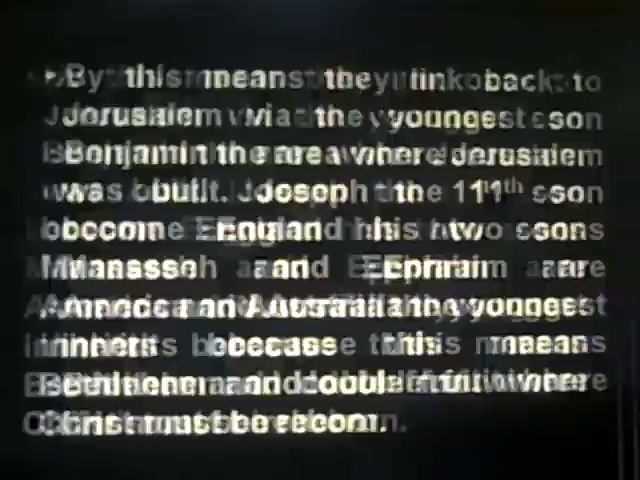 By this means they link back to
Jerusalem via the youngest son
Benjamin the area where Jerusalem
was built. Joseph the 11th son
become England his two sons
Manasseh and Ephraim are
America and Australia the youngest
inherits because this means
Bethlehem and double fruit where
Christ must be reborn.